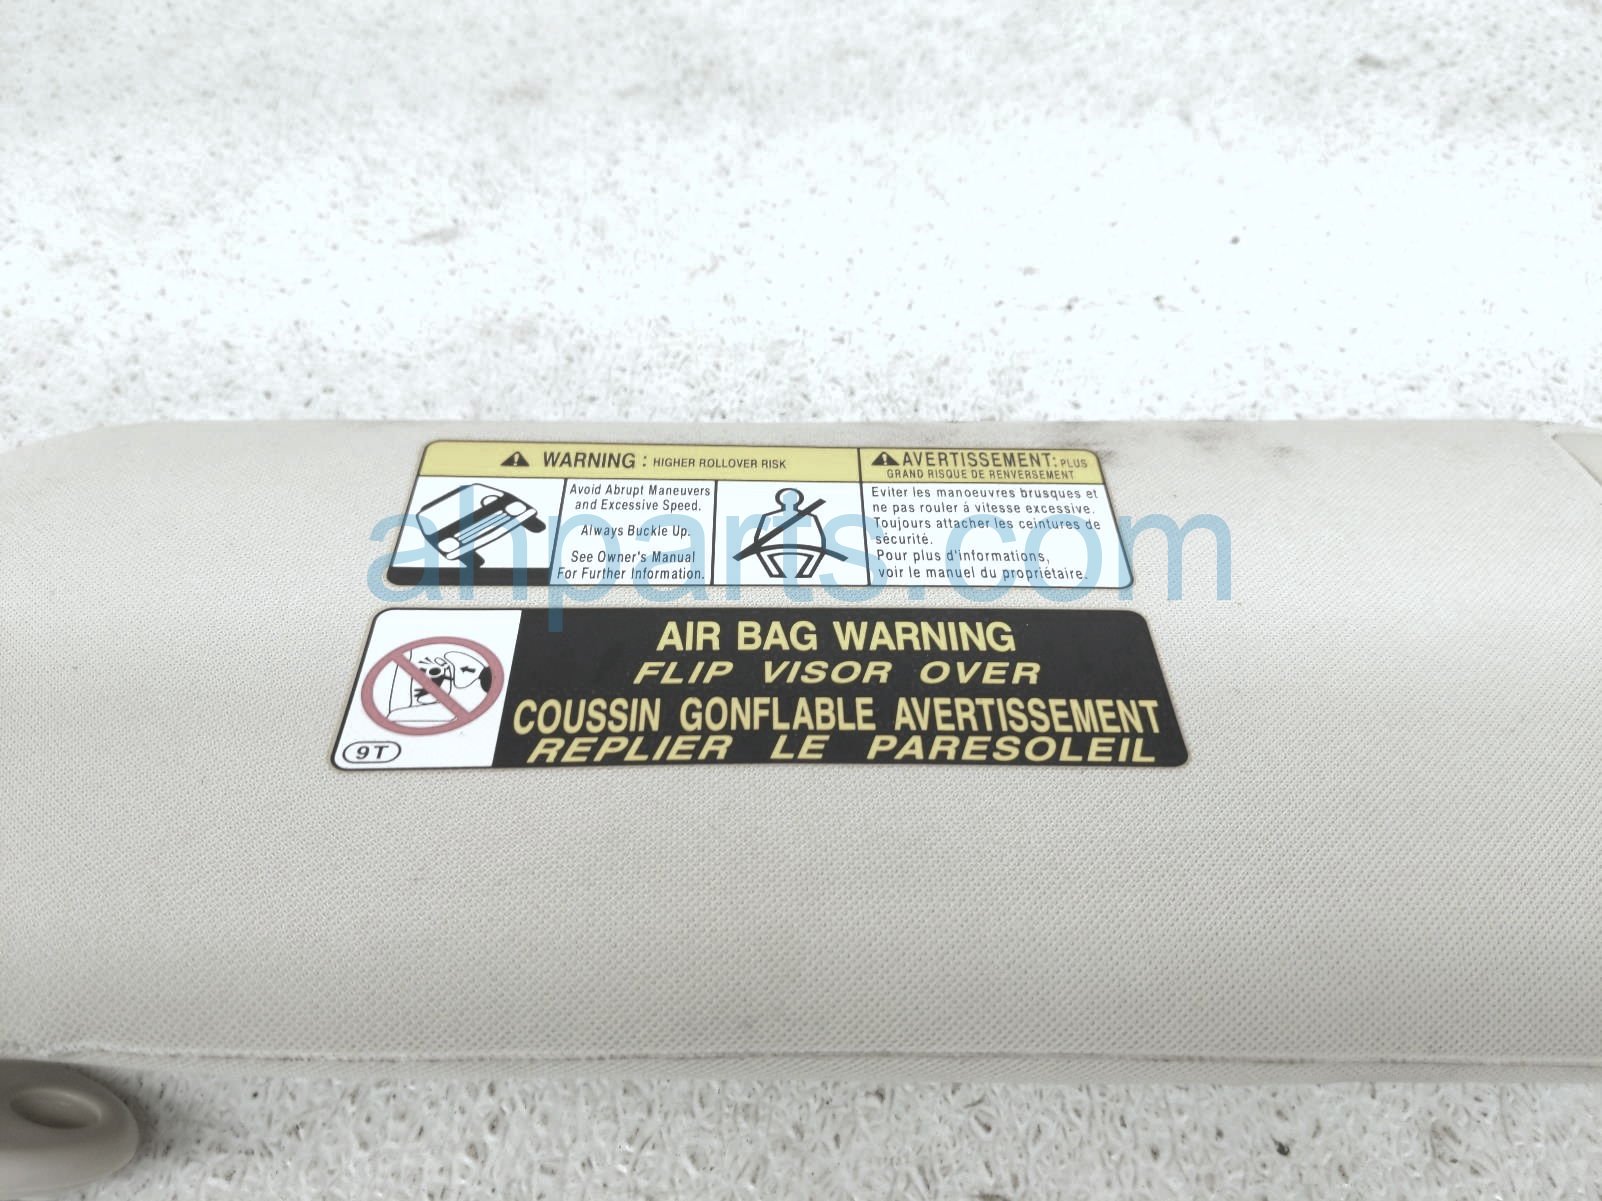 WARNING : HIGHER ROLLOVER RISK
Avoid Abrupt Maneuvers
and Excessive Speed.
Always Buckle Up.
See Owner's Manual
For Further Information.
AVERTISSEMENT: PLUS
GRAND RISQUE DE RENVERSEMENT
Eviter les manoeuvres brusques et
ne pas rouler à vitesse excessive.
Toujours attacher les ceintures de
sécurité.
Pour plus d'informations,
voir le manuel du propriétaire.
ahparts.com
AIR BAG WARNING
FLIP VISOR OVER
COUSSIN GONFLABLE AVERTISSEMENT
REPLIER LE PARESOLEIL
9T